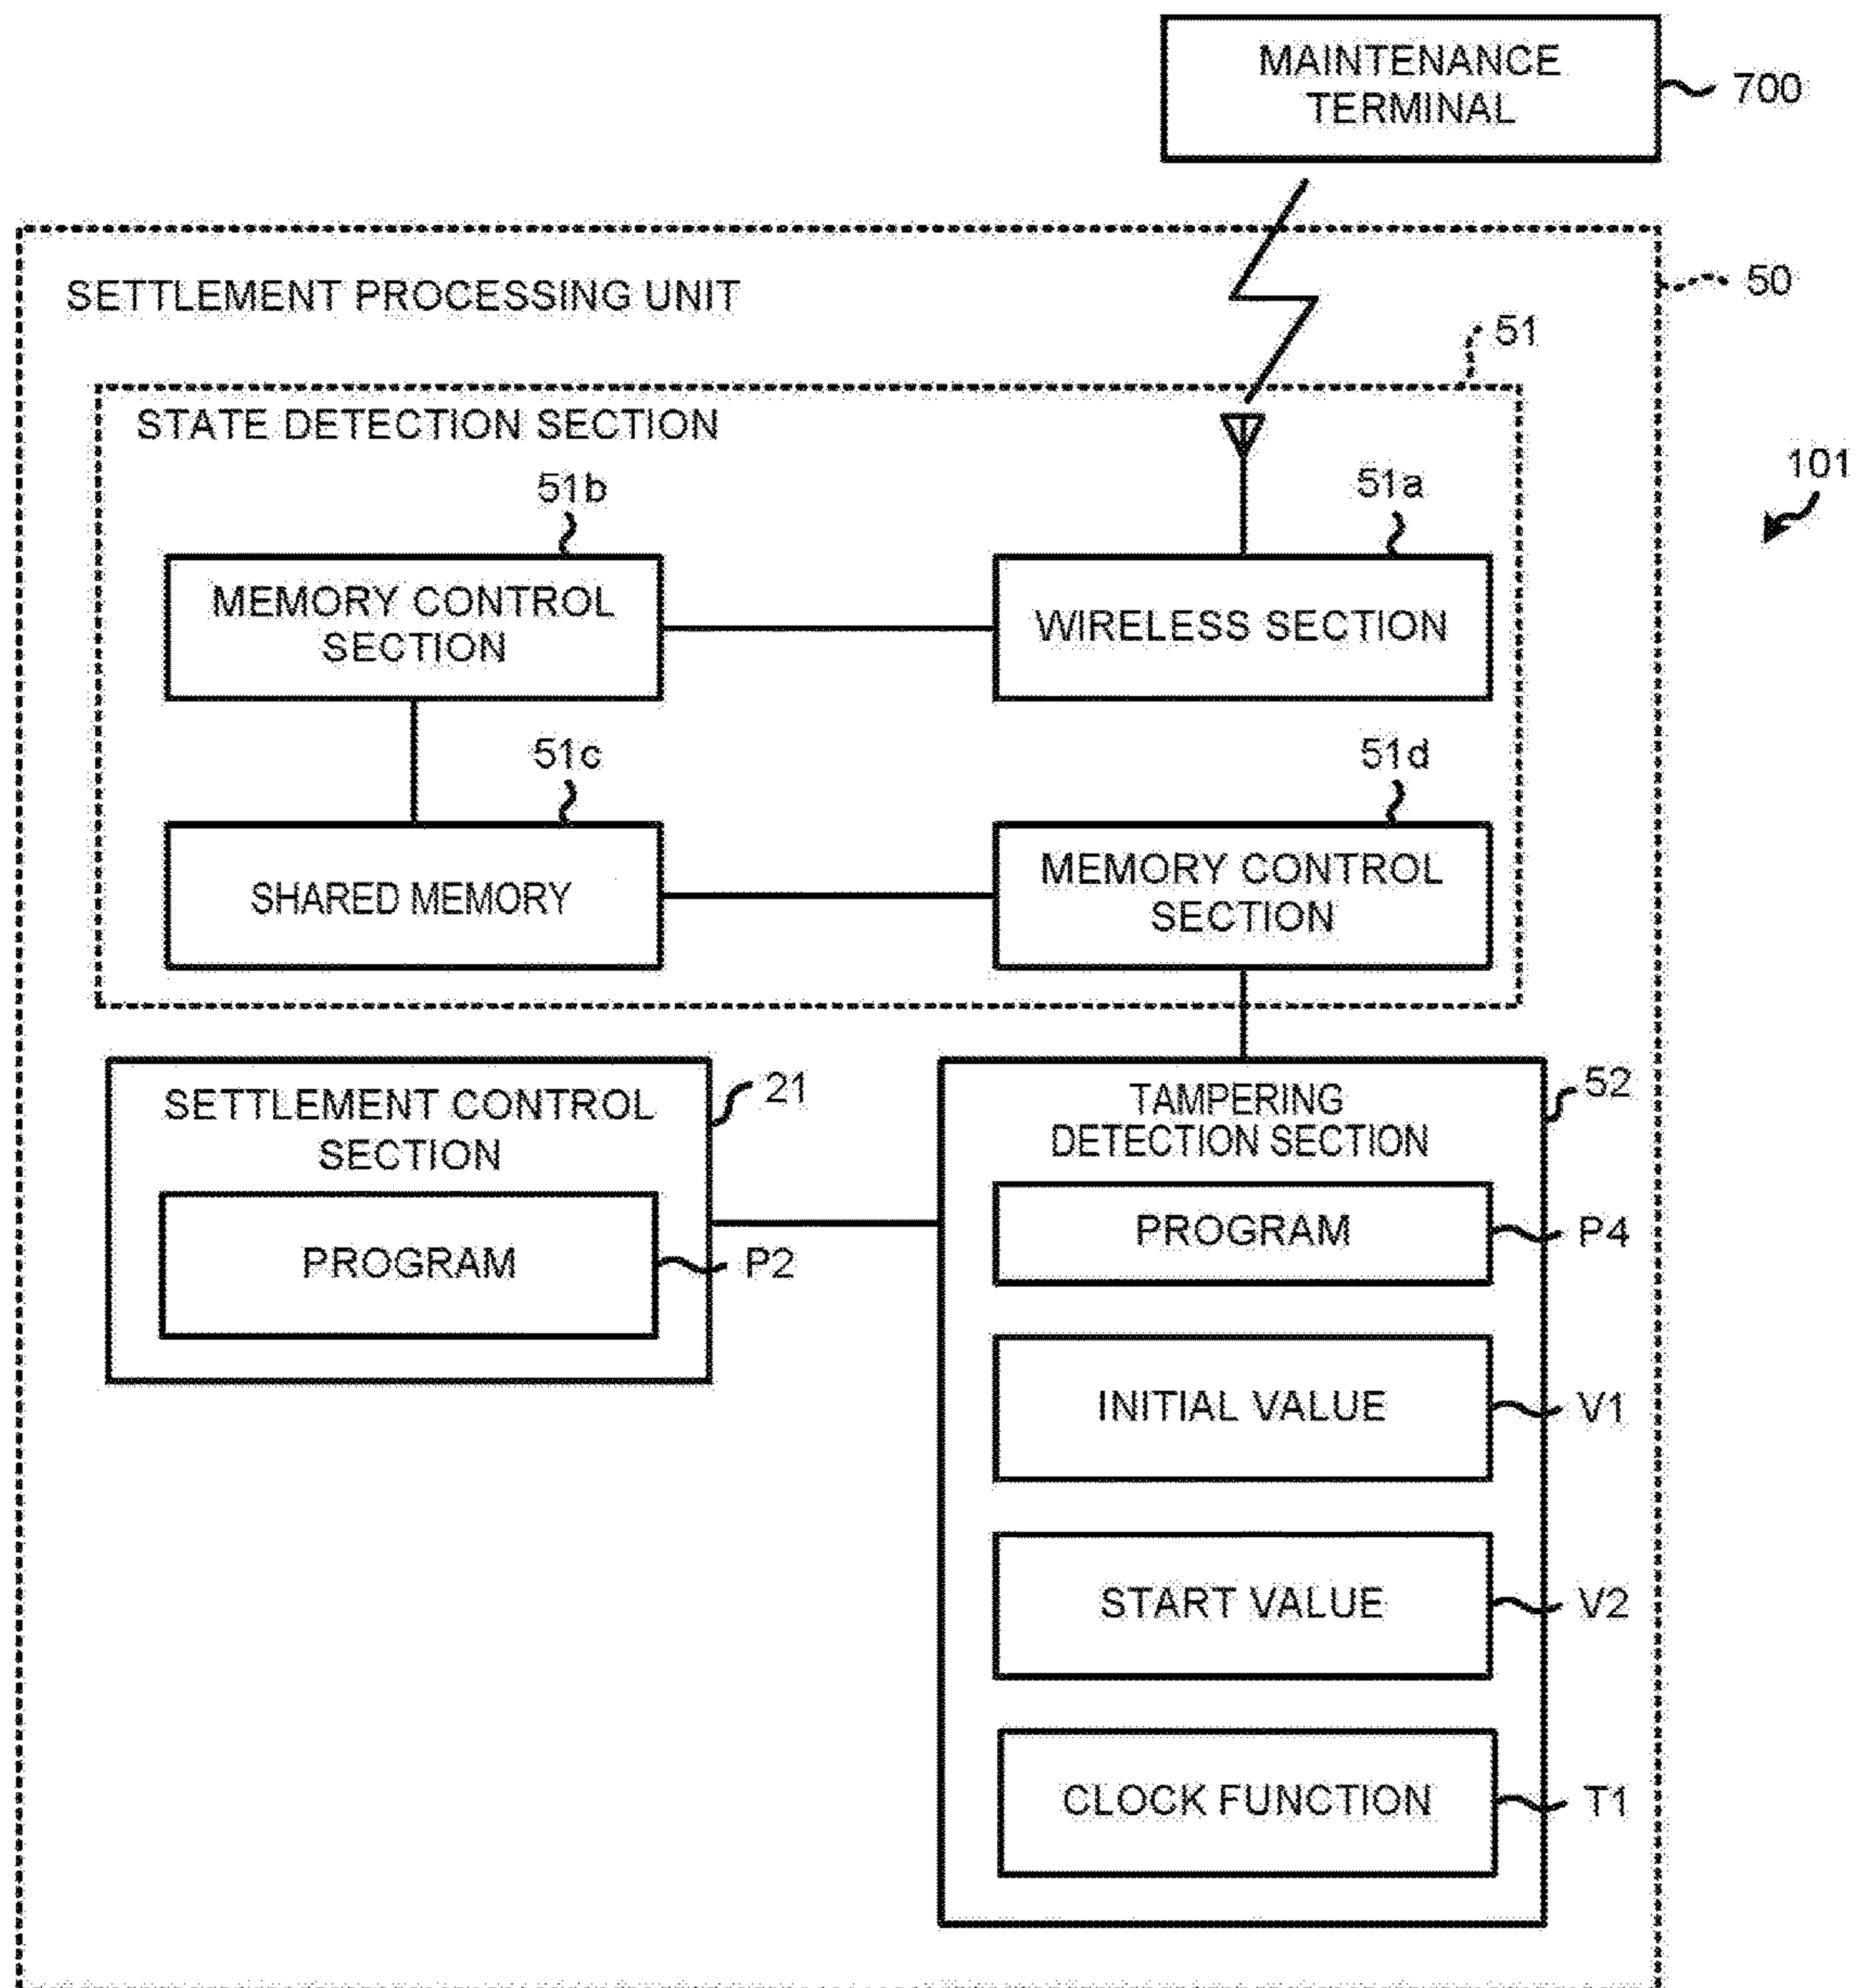 MAINTENANCE
TERMINAL
700
SETTLEMENT PROCESSING UNIT
50
51
STATE DETECTION SECTION
101
51b
51a
MEMORY CONTROL
SECTION
WIRELESS SECTION
51c
51d
SHARED MEMORY
MEMORY CONTROL
SECTION
SETTLEMENT CONTROL
SECTION
21
PROGRAM
P2
TAMPERING
DETECTION SECTION
52
PROGRAM
P4
INITIAL VALUE
V1
START VALUE
V2
CLOCK FUNCTION
T1